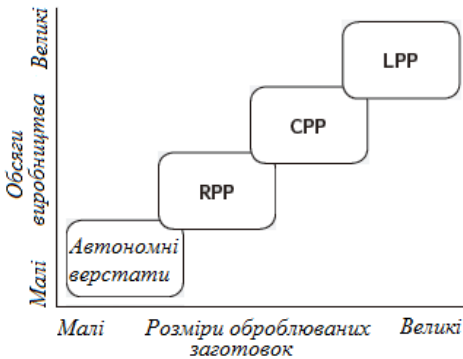 Великі
Обсяги
виробництва
Малі
LPP
CPP
RPP
Автономні
верстати
Малі
Розміри оброблюваних
заготовок
Великі